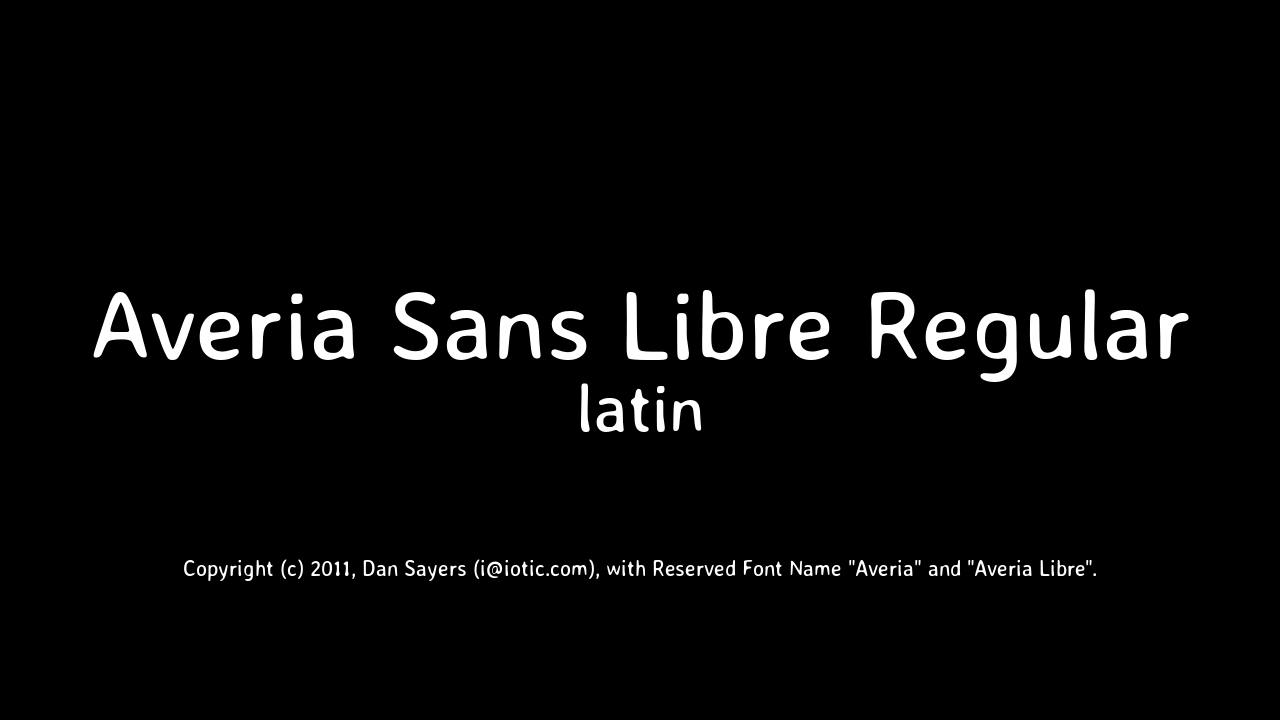 Averia Sans Libre Regular
latin
Copyright (c) 2011, Dan Sayers (i@iotic.com), with Reserved Font Name "Averia" and "Averia Libre".